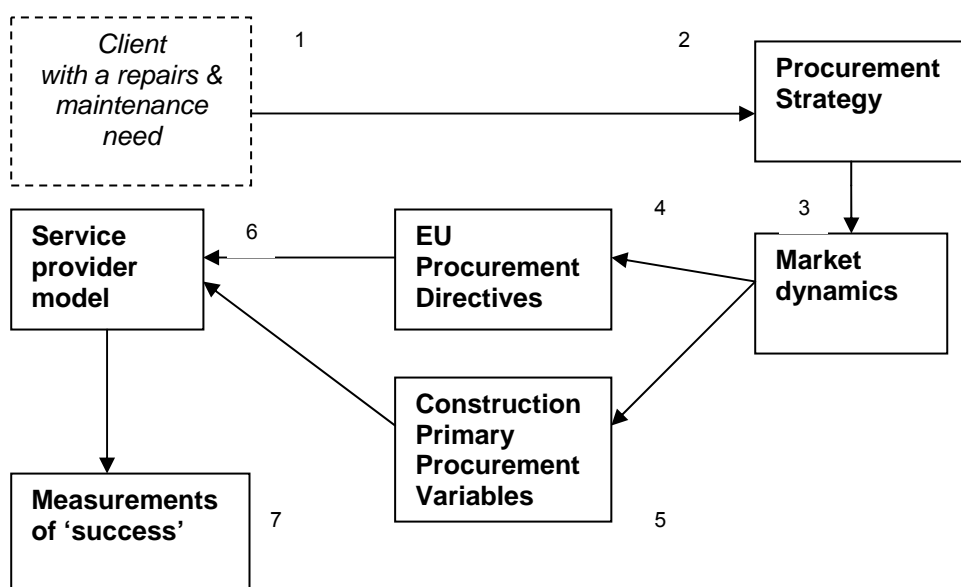 Client
with a repairs &
maintenance
need
1
2
Procurement
Strategy
Service
provider
model
6
EU
Procurement
Directives
4
3
Market
dynamics
Construction
Primary
Procurement
Variables
5
Measurements
of ‘success’
7